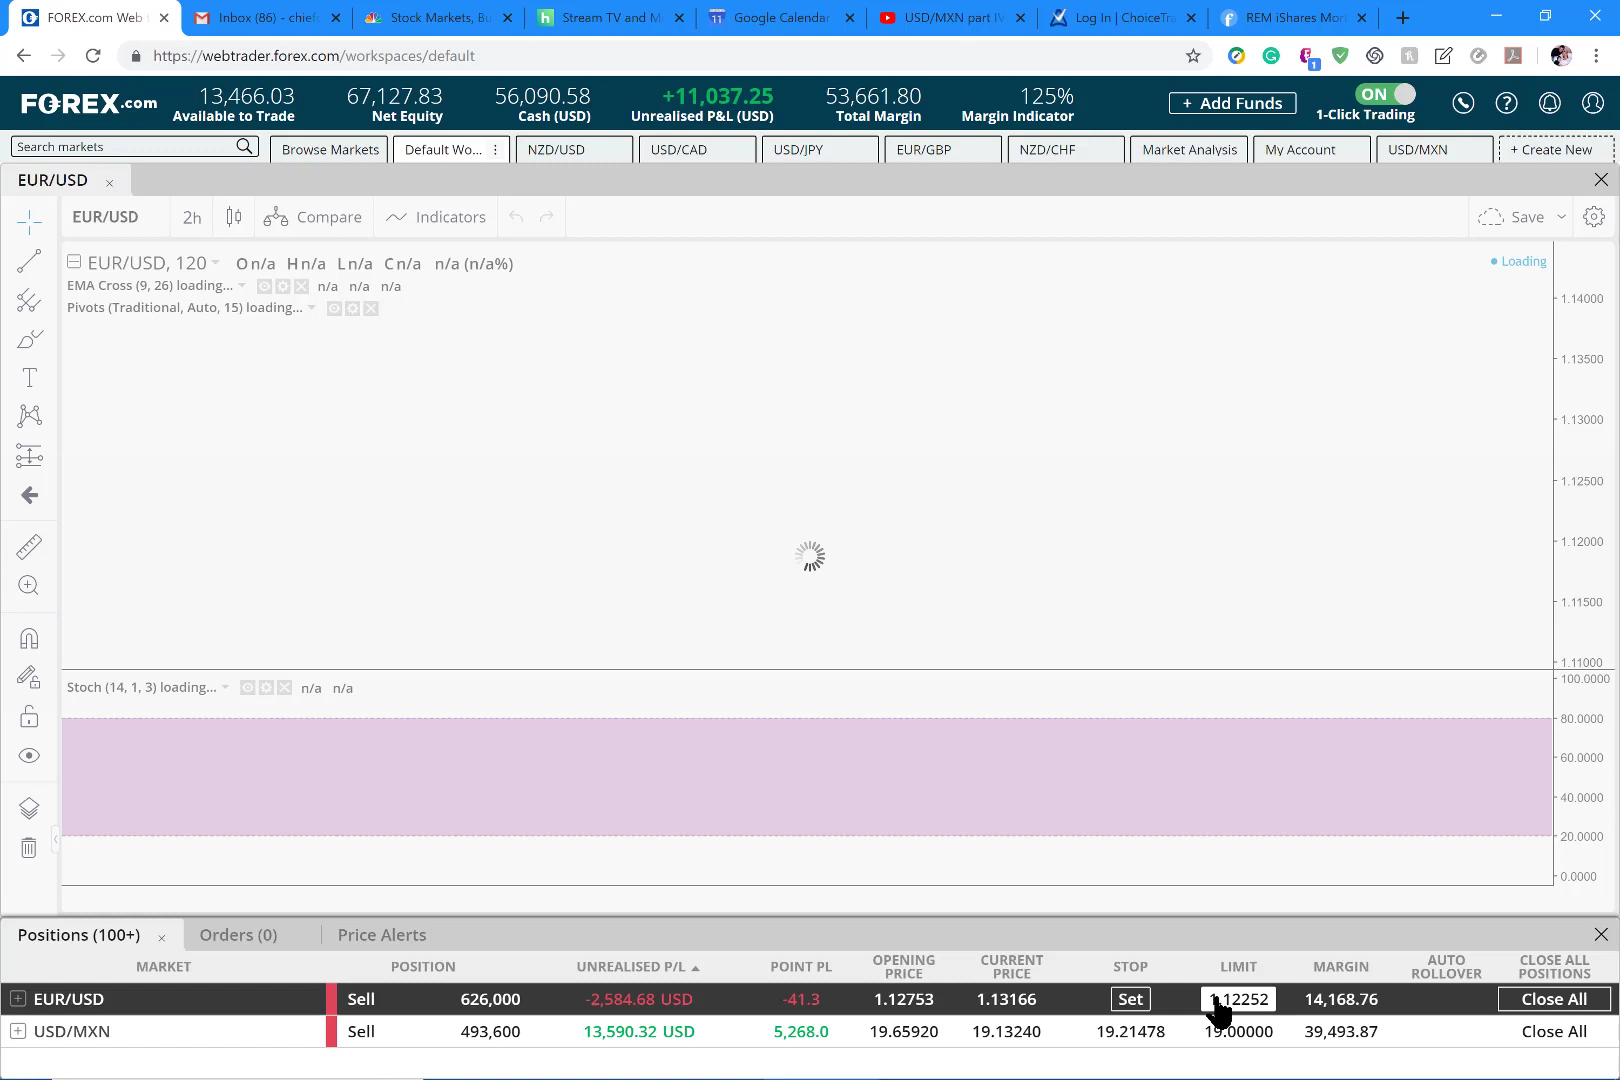 FOREX.com Web
Inbox (86) - chief
Stock Markets, Bu
Stream TV and M
Google Calendar
USD/MXN part IV
Log In | ChoiceTra
REM iShares Mor
https://webtrader.forex.com/workspaces/default
1
FOREX.com
13,466.03
Available to Trade
67,127.83
Net Equity
56,090.58
Cash (USD)
+11,037.25
Unrealised P&L (USD)
53,661.80
Total Margin
125%
Margin Indicator
+ Add Funds
ON
1-Click Trading
Search markets
Browse Markets
Default Wo...
NZD/USD
USD/CAD
USD/JPY
EUR/GBP
NZD/CHF
Market Analysis
My Account
USD/MXN
+ Create New
EUR/USD
EUR/USD
2h
Compare
Indicators
Save
EUR/USD, 120
O n/a H n/a L n/a C n/a n/a (n/a%)
Loading
EMA Cross (9, 26) loading...
n/a n/a n/a
Pivots (Traditional, Auto, 15) loading...
1.14000
1.13500
1.13000
1.12500
1.12000
1.11500
1.11000
Stoch (14, 1, 3) loading...
n/a n/a
100.0000
80.0000
60.0000
40.0000
20.0000
0.0000
Positions (100+)
Orders (0)
Price Alerts
MARKET
POSITION
UNREALISED P/L
POINT PL
OPENING PRICE
CURRENT PRICE
STOP
LIMIT
MARGIN
AUTO ROLLOVER
CLOSE ALL POSITIONS
EUR/USD Sell 626,000 -2,584.68 USD -41.3 1.12753 1.13166 Set 1.12252 14,168.76 Close All
USD/MXN Sell 493,600 13,590.32 USD 5,268.0 19.65920 19.13240 19.21478 19.00000 39,493.87 Close All